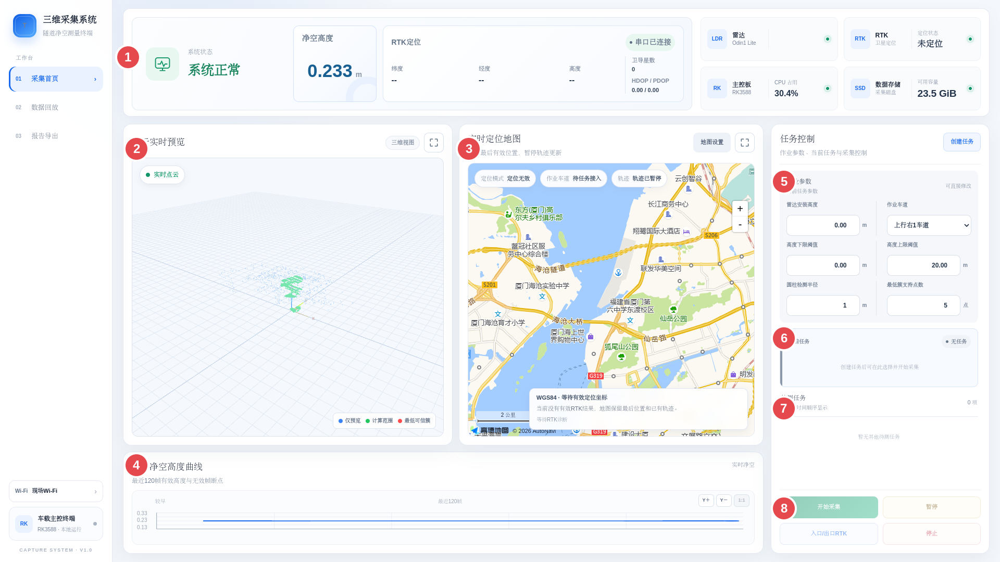 三维采集系统
隧道净空测量终端
工作台
01 采集首页 ›
02 数据回放
03 报告导出
Wi-Fi 现场Wi-Fi ›
RK 车载主控终端
RK3588 · 本地运行
CAPTURE SYSTEM · V1.0
1
系统状态
系统正常
净空高度
0.233 m
RTK定位
串口已连接
纬度
--
经度
--
高度
--
卫导星数
0
HDOP / PDOP
0.00 / 0.00
LDR 雷达
Odin1 Lite
RTK RTK
卫星定位
定位状态
未定位
RK 主控板
RK3588
CPU 占用
30.4%
SSD 数据存储
采集磁盘
可用容量
23.5 GiB
2
实时预览
三维视图
实时点云
仅预览 计算范围 最低可信簇
3
时定位地图
最后有效位置，暂停轨迹更新
地图设置
定位模式 定位无效
作业车道 待任务接入
轨迹 轨迹已暂停
云创智谷
厦
长江商务中心
东方(厦门)高
尔夫乡村俱乐部
+
-
翔鹭国际大酒店
S206
鳌冠社区服
务中心综合楼
海沧隧道
联发华美空间
S201
厦门海沧实验中学
文
路
福建省厦门第
六中学东渡校区
文
仙岳公园
文
厦门海沧育才小学
海沧大桥
厦门海上世
界购物中心
仙岳路
狐尾山公园
G319
明发
WGS84 · 等待有效定位坐标
当前没有有效RTK结果，地图保留最后位置和已有轨迹。
等待RTK诊断
2 公里
高德地图 © 2026 AutoNavi
G319
建设大厦
4
净空高度曲线
最近120帧有效高度与无效帧断点
实时净空
较早
最近120帧
Y＋ Y－ 1:1
0.33
0.23
0.13
任务控制
作业参数、当前任务与采集控制
创建任务
5
业参数
前任务参数
可直接修改
雷达安装高度
0.00 m
作业车道
上行右1车道
高度下限阈值
0.00 m
高度上限阈值
20.00 m
圆柱检测半径
1 m
最低簇支持点数
5 点
6
前任务
无任务
创建任务后可在此选择并开始采集
7
测任务
时间顺序显示
0 项
暂无其他待测任务
8
开始采集
暂停
入口/出口RTK
停止